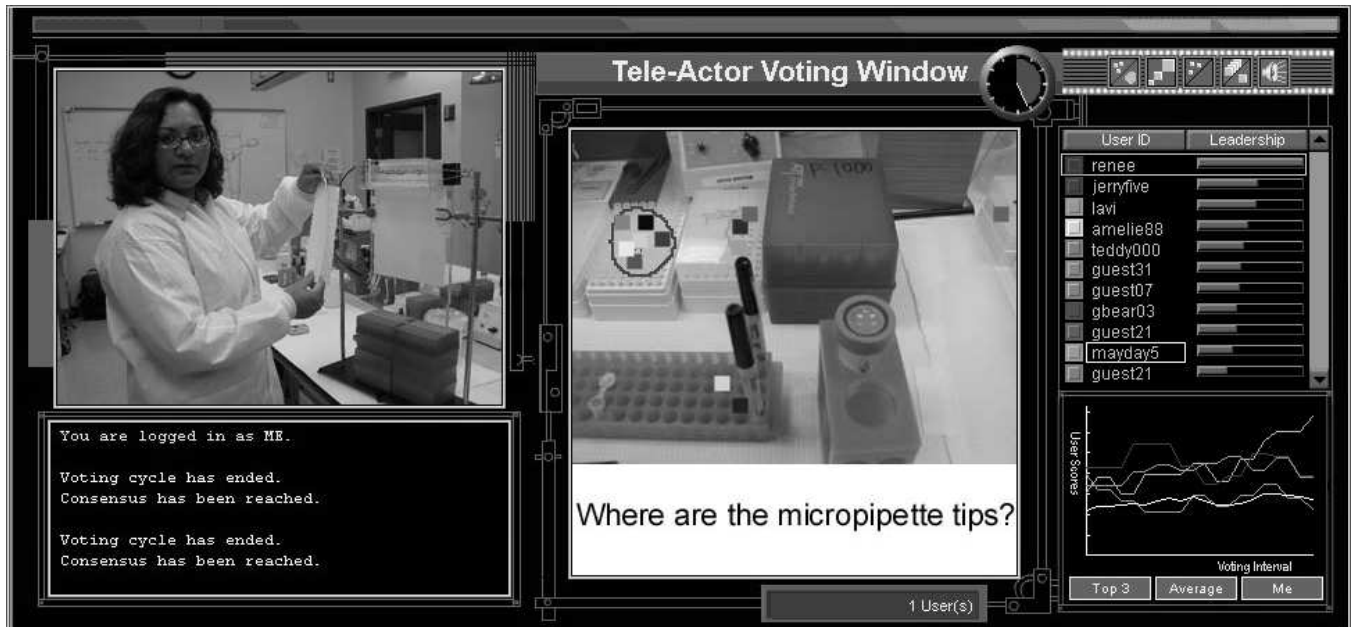 Tele-Actor Voting Window
User ID
Leadership
renee
jerryfive
lavi
amelie88
teddy000
guest31
guest07
gbear03
guest21
mayday5
guest21
You are logged in as ME.
Voting cycle has ended.
Consensus has been reached.
Voting cycle has ended.
Consensus has been reached.
Where are the micropipette tips?
User Scores
Voting Interval
Top 3
Average
Me
1 User(s)